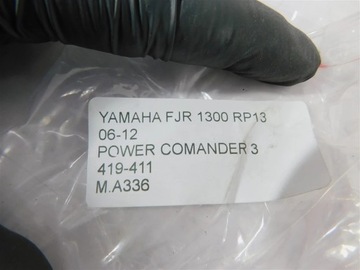 YAMAHA FJR 1300 RP13
06-12
POWER COMANDER 3
419-411
M.A336